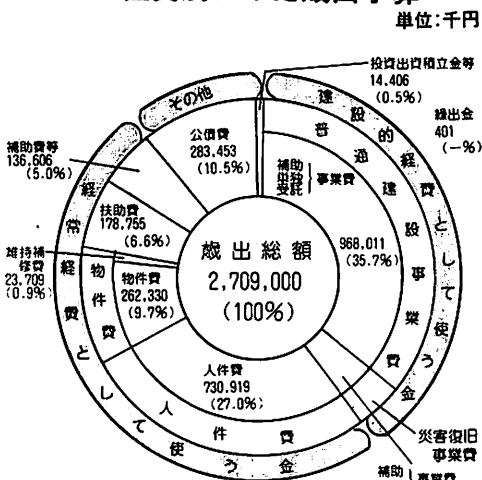 単位:千円
投資出資積立金等
14.406
(0.5%)
繰出金
401
(-%)
その他
建設的経費として使う金
普通建設事業費
公債費
283.453
(10.5%)
補助
単独
受託
事業費
968.011
(35.7%)
補助費等
136,606
(5.0%)
扶助費
178.755
(6.6%)
維持補
修費
23.709
(0.9%)
経常経費として使う金
物件費
物件費
262.330
(9.7%)
歳出総額
2,709,000
(100%)
人件費
730.919
(27.0%)
人件費
災害復旧
事業費
補助
事業費